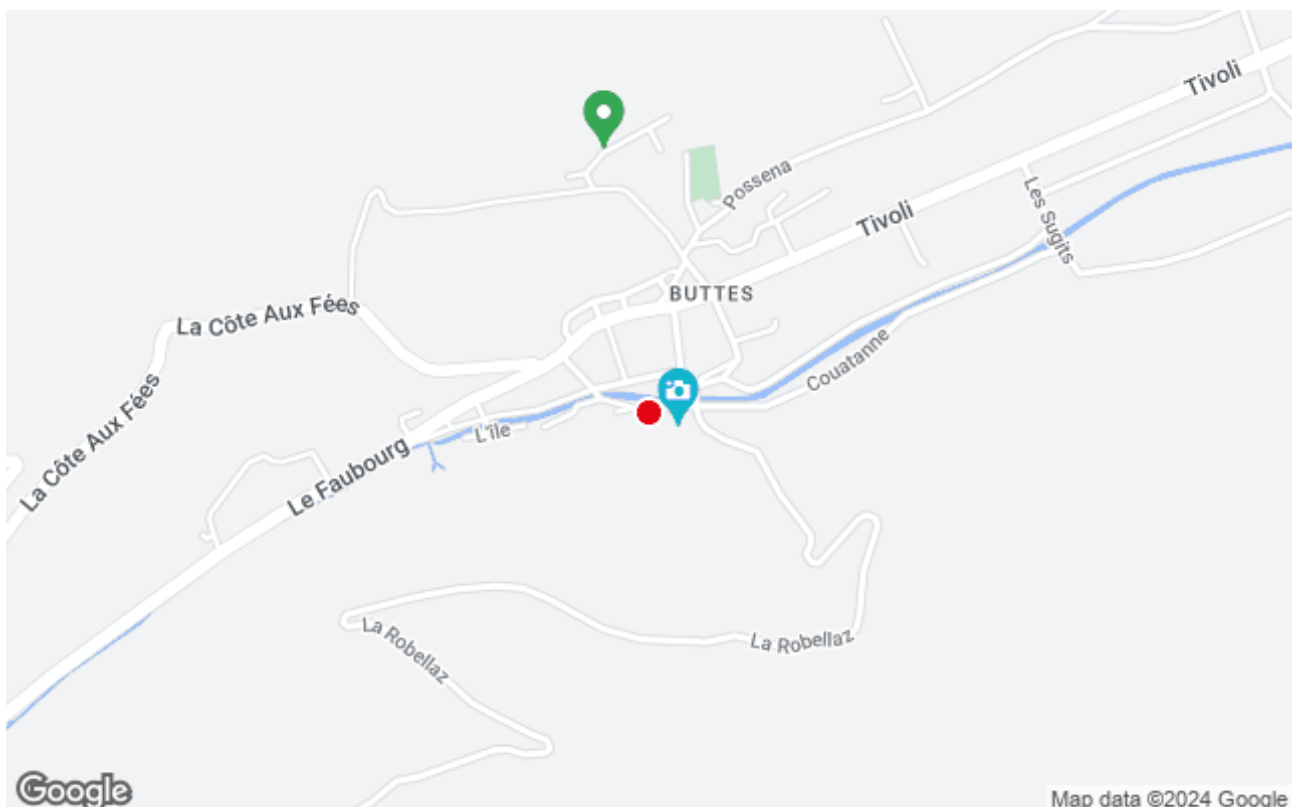 Tivoli
Possena
Les Sugits
Tivoli
BUTTES
La Côte Aux Fées
Couatanne
La Côte Aux Fées
L'île
Le Faubourg
La Robellaz
La Robellaz
Google
Map data ©2024 Google